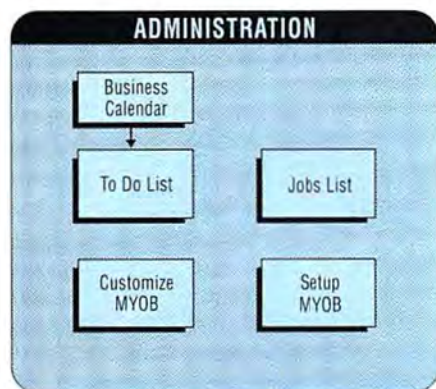 ADMINISTRATION
Business
Calendar
To Do List
Jobs List
Customize
MYOB
Setup
MYOB